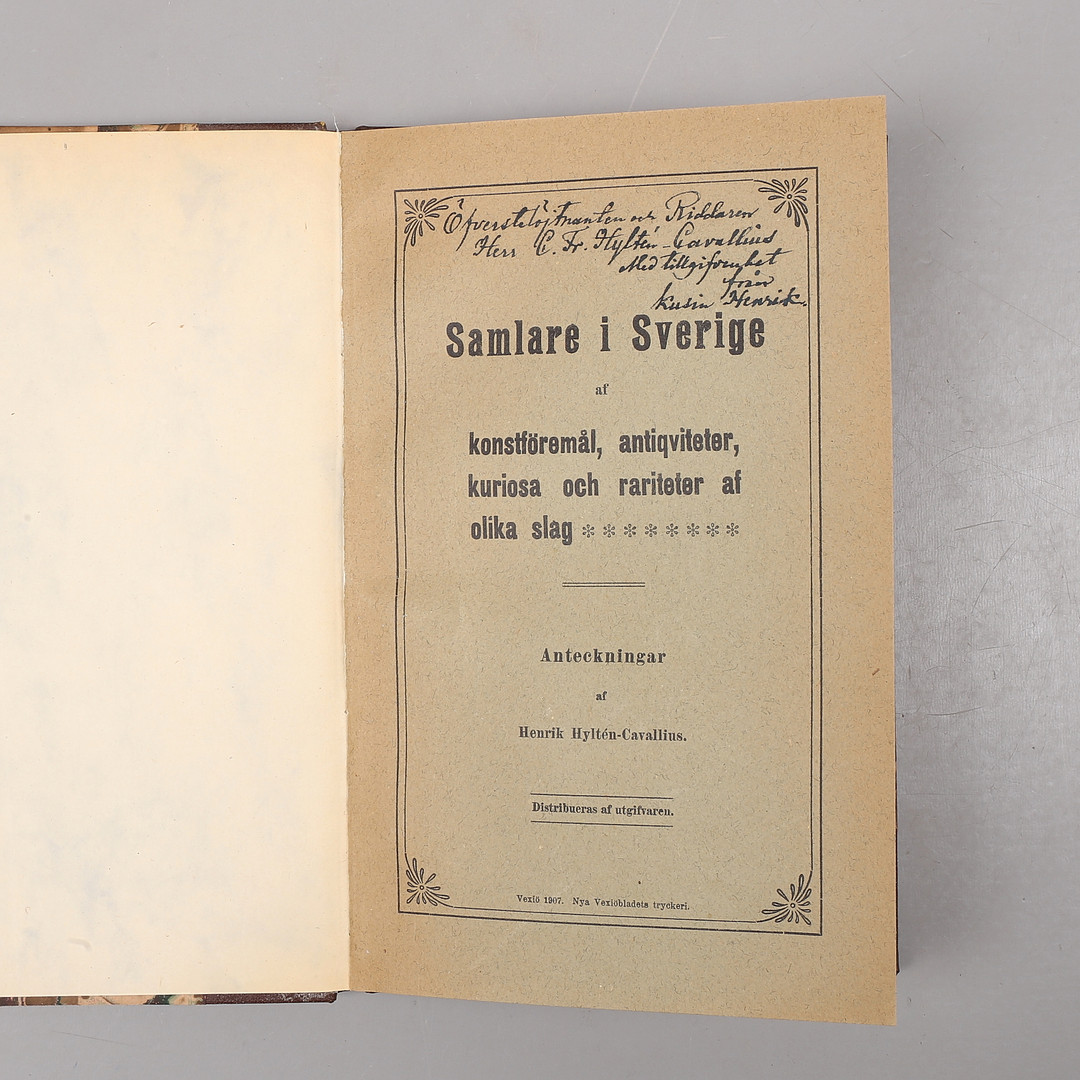 Öfverstelöjtnanten och Riddaren
Herr C. Fr. Hyltén-Cavallius
Med tillgifvenhet
från
kusin Henrik.
Samlare i Sverige
af
konstföremål, antiqviteter,
kuriosa och rariteter af
olika slag ********
Anteckningar
af
Henrik Hyltén-Cavallius.
Distribueras af utgifvaren.
Vexiö 1907. Nya Vexiöbladets tryckeri.